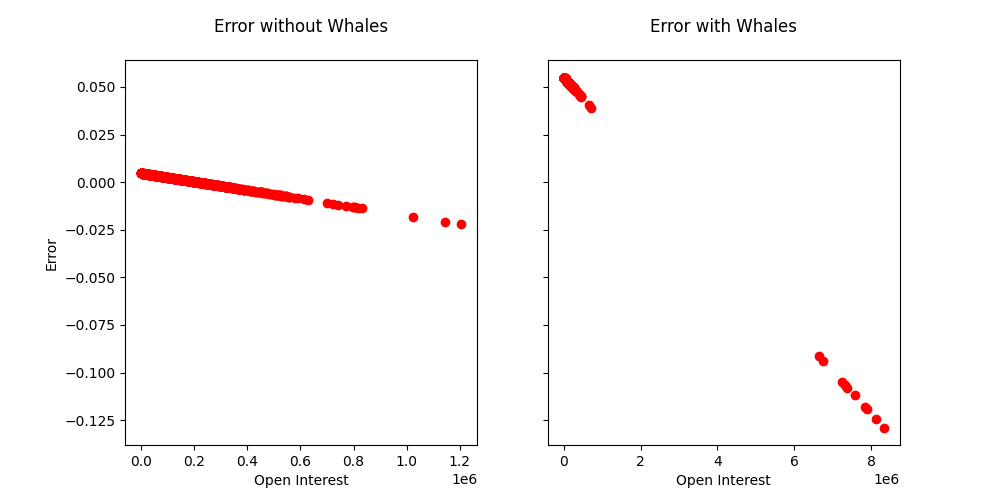 Error without Whales
Error with Whales
Error
0.050
0.025
0.000
−0.025
−0.050
−0.075
−0.100
−0.125
0.0 0.2 0.4 0.6 0.8 1.0 1.2
1e6
Open Interest
0 2 4 6 8
1e6
Open Interest